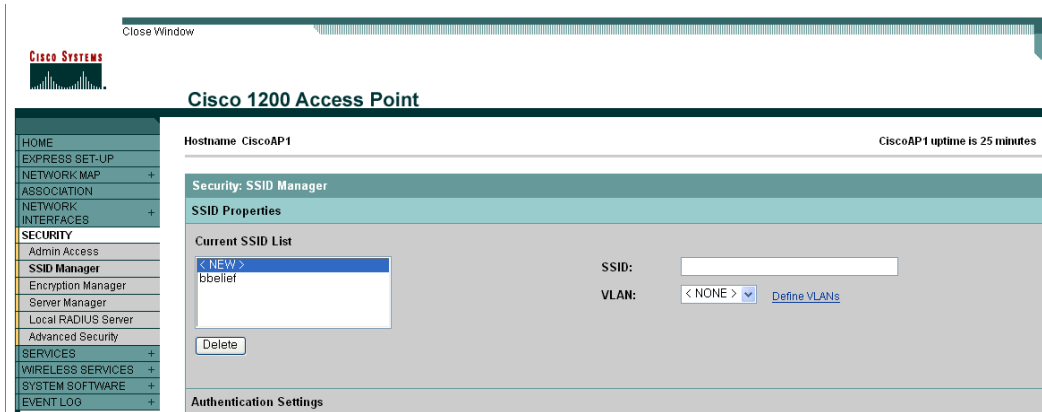 Close Window
CISCO SYSTEMS
Cisco 1200 Access Point
HOME
EXPRESS SET-UP
NETWORK MAP +
ASSOCIATION
NETWORK INTERFACES +
SECURITY
Admin Access
SSID Manager
Encryption Manager
Server Manager
Local RADIUS Server
Advanced Security
SERVICES +
WIRELESS SERVICES +
SYSTEM SOFTWARE +
EVENT LOG +
Hostname CiscoAP1
CiscoAP1 uptime is 25 minutes
Security: SSID Manager
SSID Properties
Current SSID List
< NEW >
bbelief
Delete
SSID:
VLAN: < NONE > Define VLANs
Authentication Settings